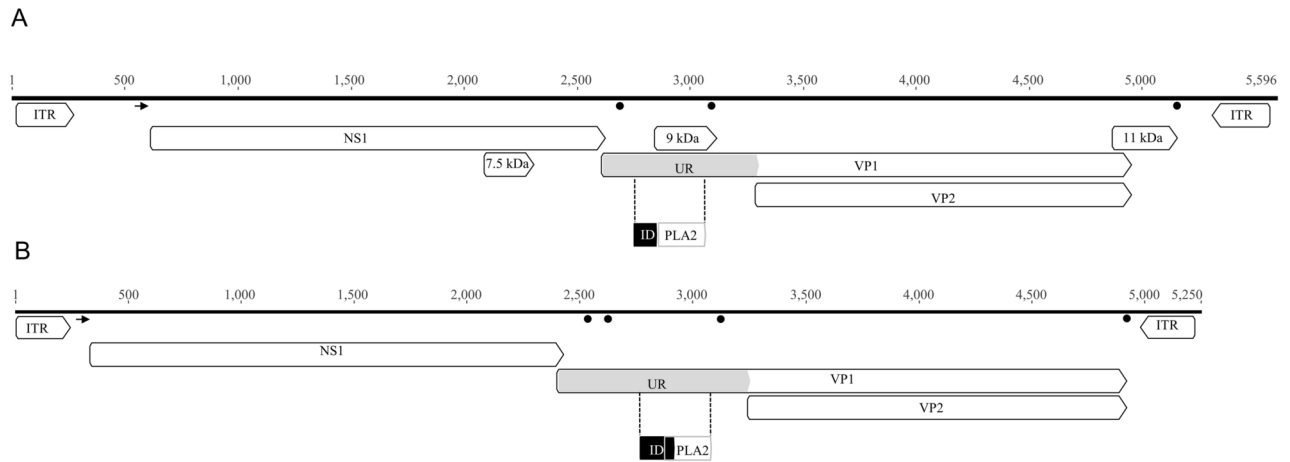 A
1 500 1,000 1,500 2,000 2,500 3,000 3,500 4,000 4,500 5,000 5,596
ITR ITR
NS1 9 kDa 11 kDa
7.5 kDa UR VP1
VP2
ID PLA2
B
1 500 1,000 1,500 2,000 2,500 3,000 3,500 4,000 4,500 5,000 5,250
ITR ITR
NS1
UR VP1
VP2
ID PLA2